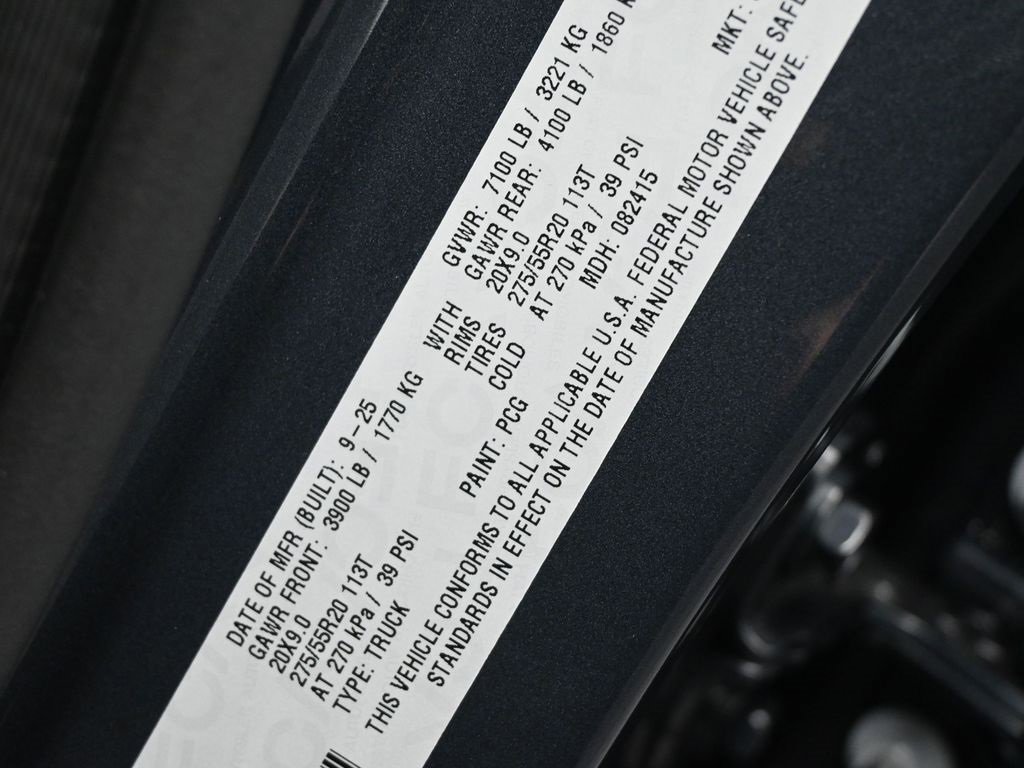 DATE OF MFR (BUILT): 9-25 GVWR: 7100 LB / 3221 KG
GAWR FRONT: 3900 LB / 1770 KG WITH GAWR REAR: 4100 LB / 1860
20X9.0 RIMS 20X9.0
275/55R20 113T TIRES 275/55R20 113T
AT 270 kPa / 39 PSI COLD AT 270 kPa / 39 PSI
TYPE: TRUCK PAINT: PCG MDH: 082415 MKT:
THIS VEHICLE CONFORMS TO ALL APPLICABLE U.S.A. FEDERAL MOTOR VEHICLE SAFE
STANDARDS IN EFFECT ON THE DATE OF MANUFACTURE SHOWN ABOVE.